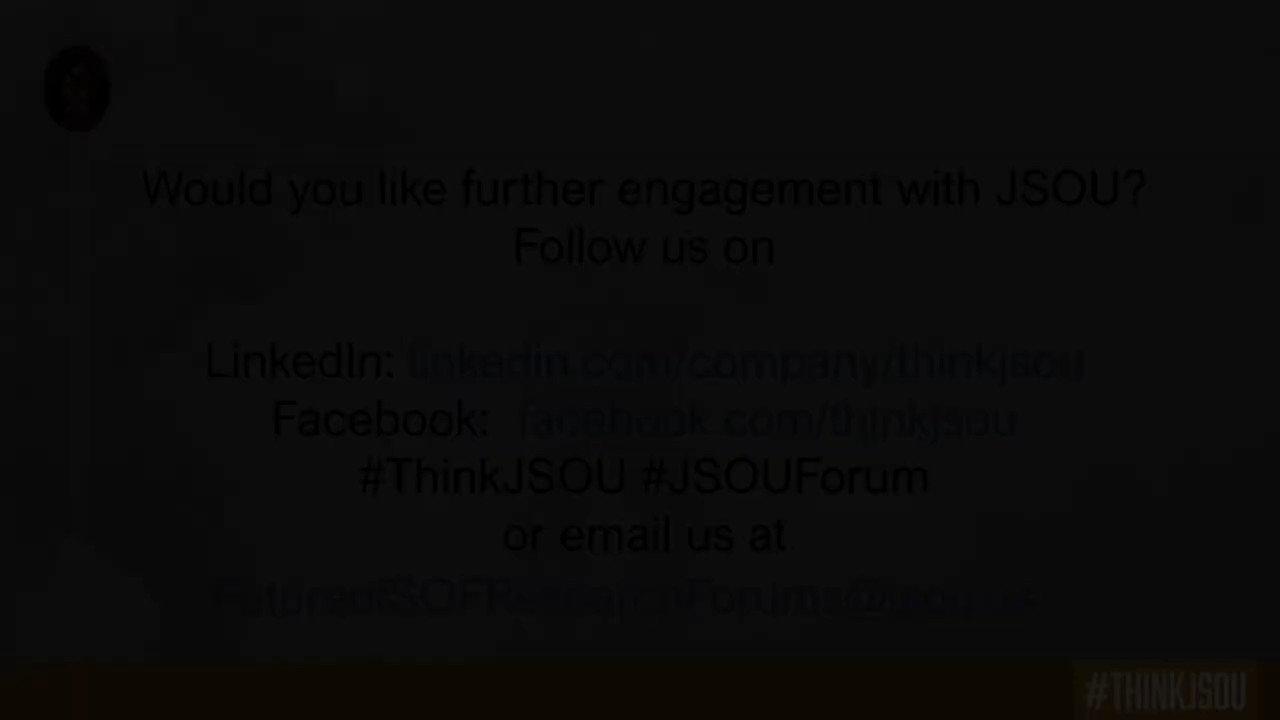 Would you like further engagement with JSOU?
Follow us on
LinkedIn: linkedin.com/company/thinkjsou
Facebook: facebook.com/thinkjsou
#ThinkJSOU #JSOUForum
or email us at
#THINKJSOU